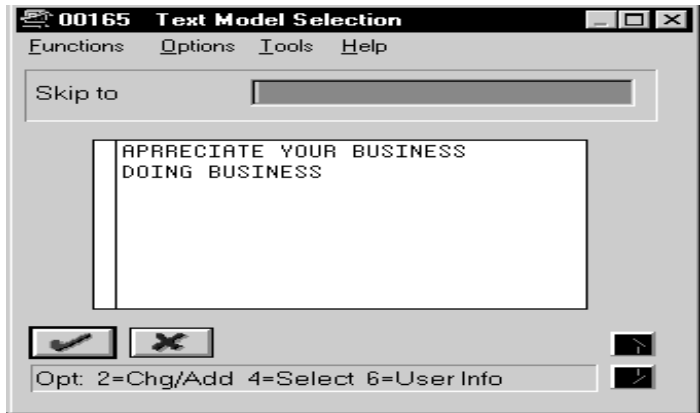 00165 Text Model Selection
Functions Options Tools Help
Skip to
APRRECIATE YOUR BUSINESS
DOING BUSINESS
Opt: 2=Chg/Add 4=Select 6=User Info